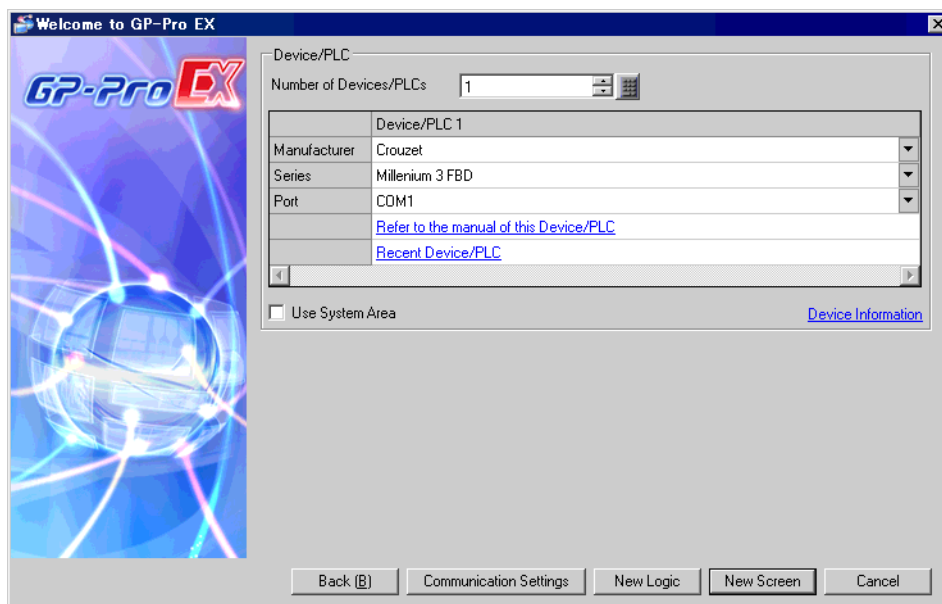 Welcome to GP-Pro EX
GP-Pro EX
Device/PLC
Number of Devices/PLCs 1
Device/PLC 1
Manufacturer Crouzet
Series Millenium 3 FBD
Port COM1
Refer to the manual of this Device/PLC
Recent Device/PLC
Use System Area Device Information
Back (B) Communication Settings New Logic New Screen Cancel